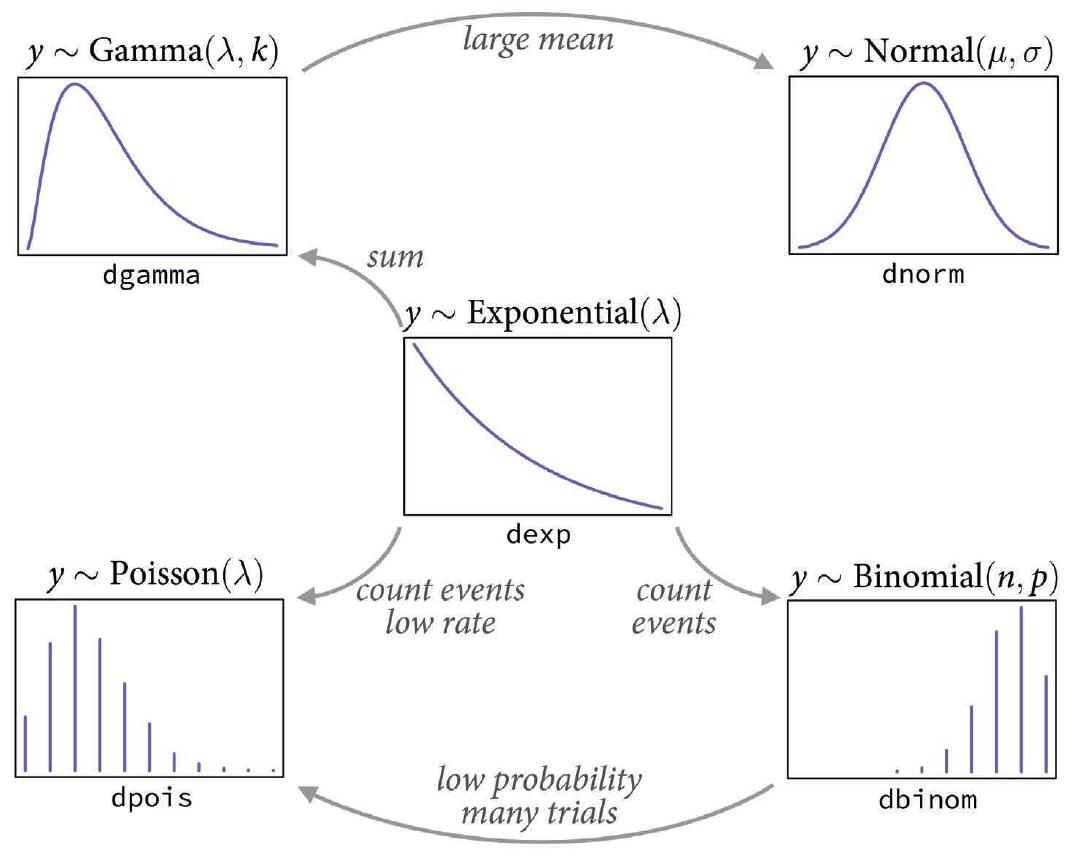 large mean
y ~ Gamma(λ, k)
y ~ Normal(μ, σ)
dgamma
dnorm
sum
y ~ Exponential(λ)
dexp
y ~ Poisson(λ)
count events
low rate
count
events
y ~ Binomial(n, p)
dpois
dbinom
low probability
many trials